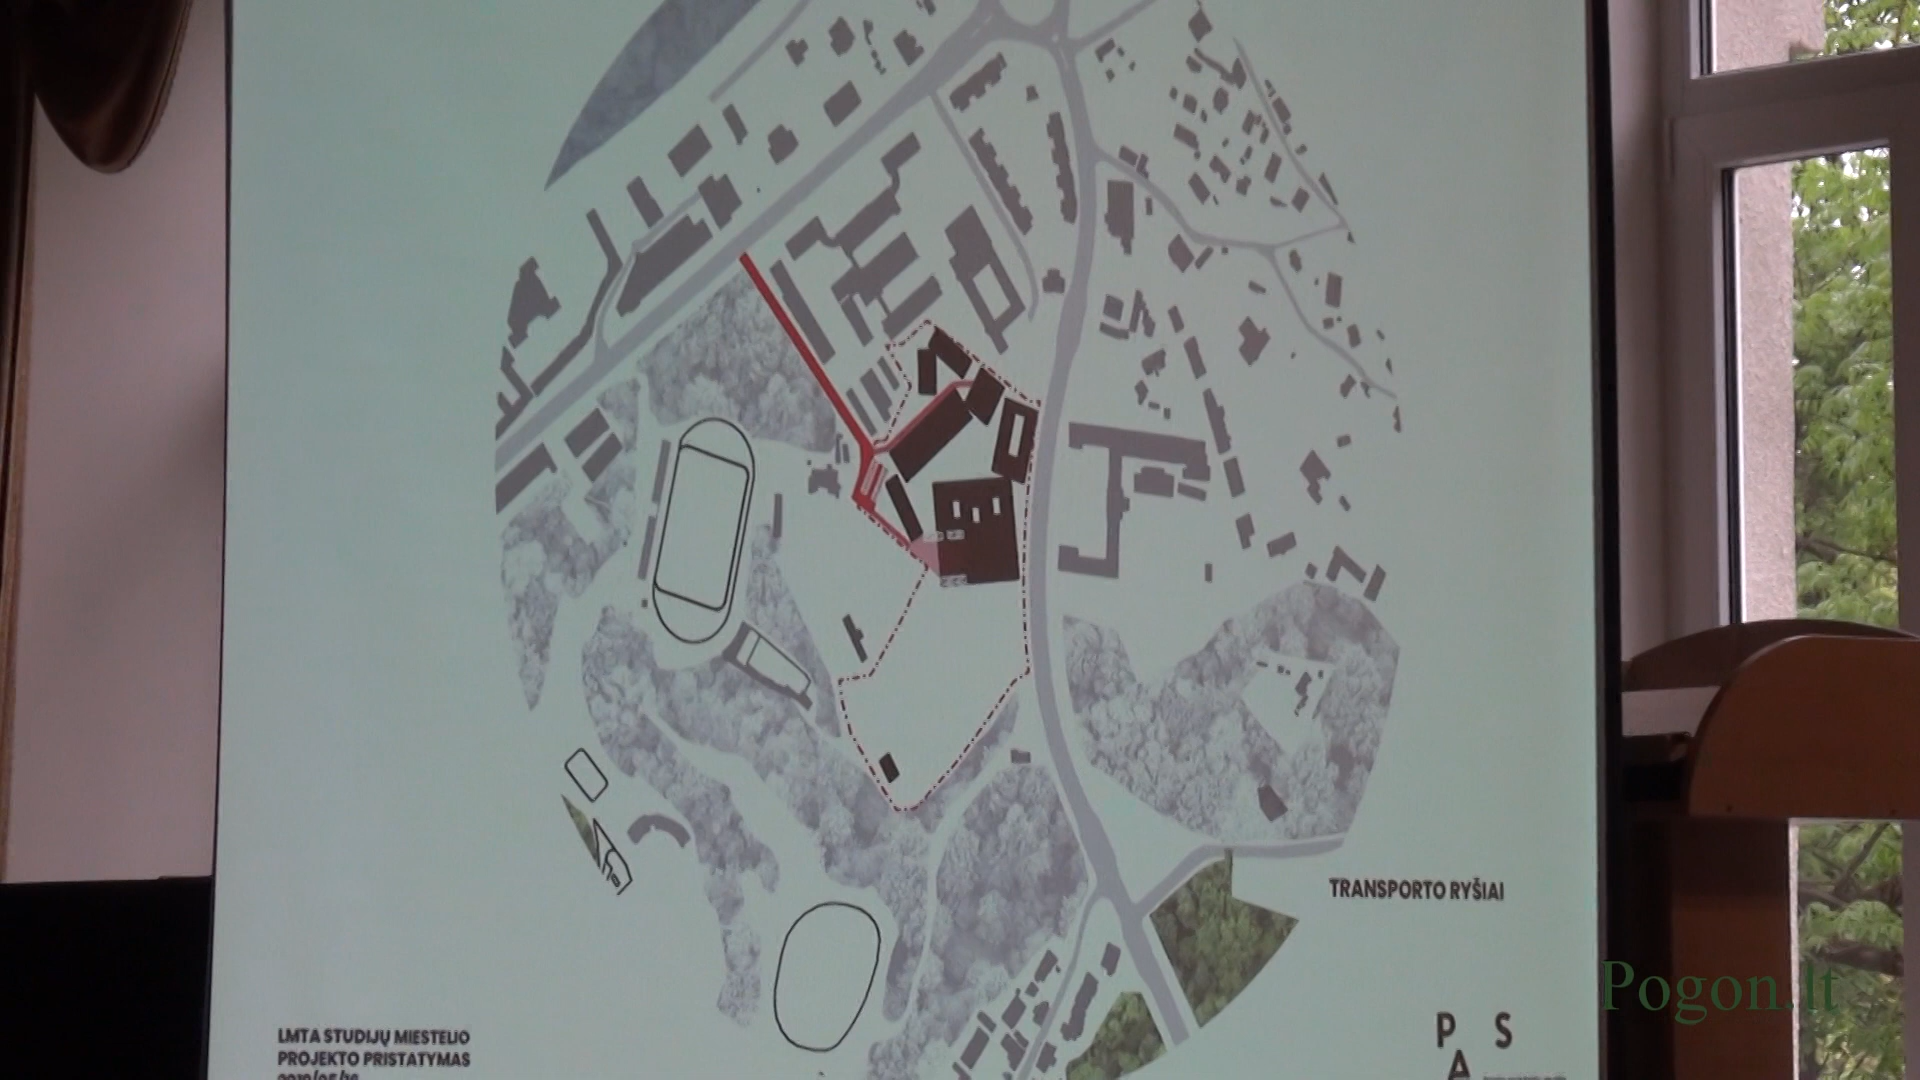 TRANSPORTO RYŠIAI
LMTA STUDIJŲ MIESTELIO
PROJEKTO PRISTATYMAS
P A S
Pogon.lt